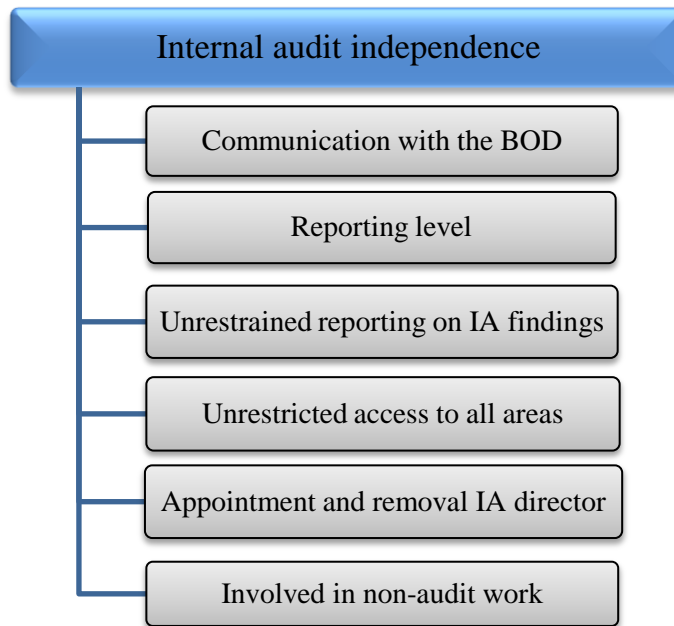 Internal audit independence
Communication with the BOD
Reporting level
Unrestrained reporting on IA findings
Unrestricted access to all areas
Appointment and removal IA director
Involved in non-audit work